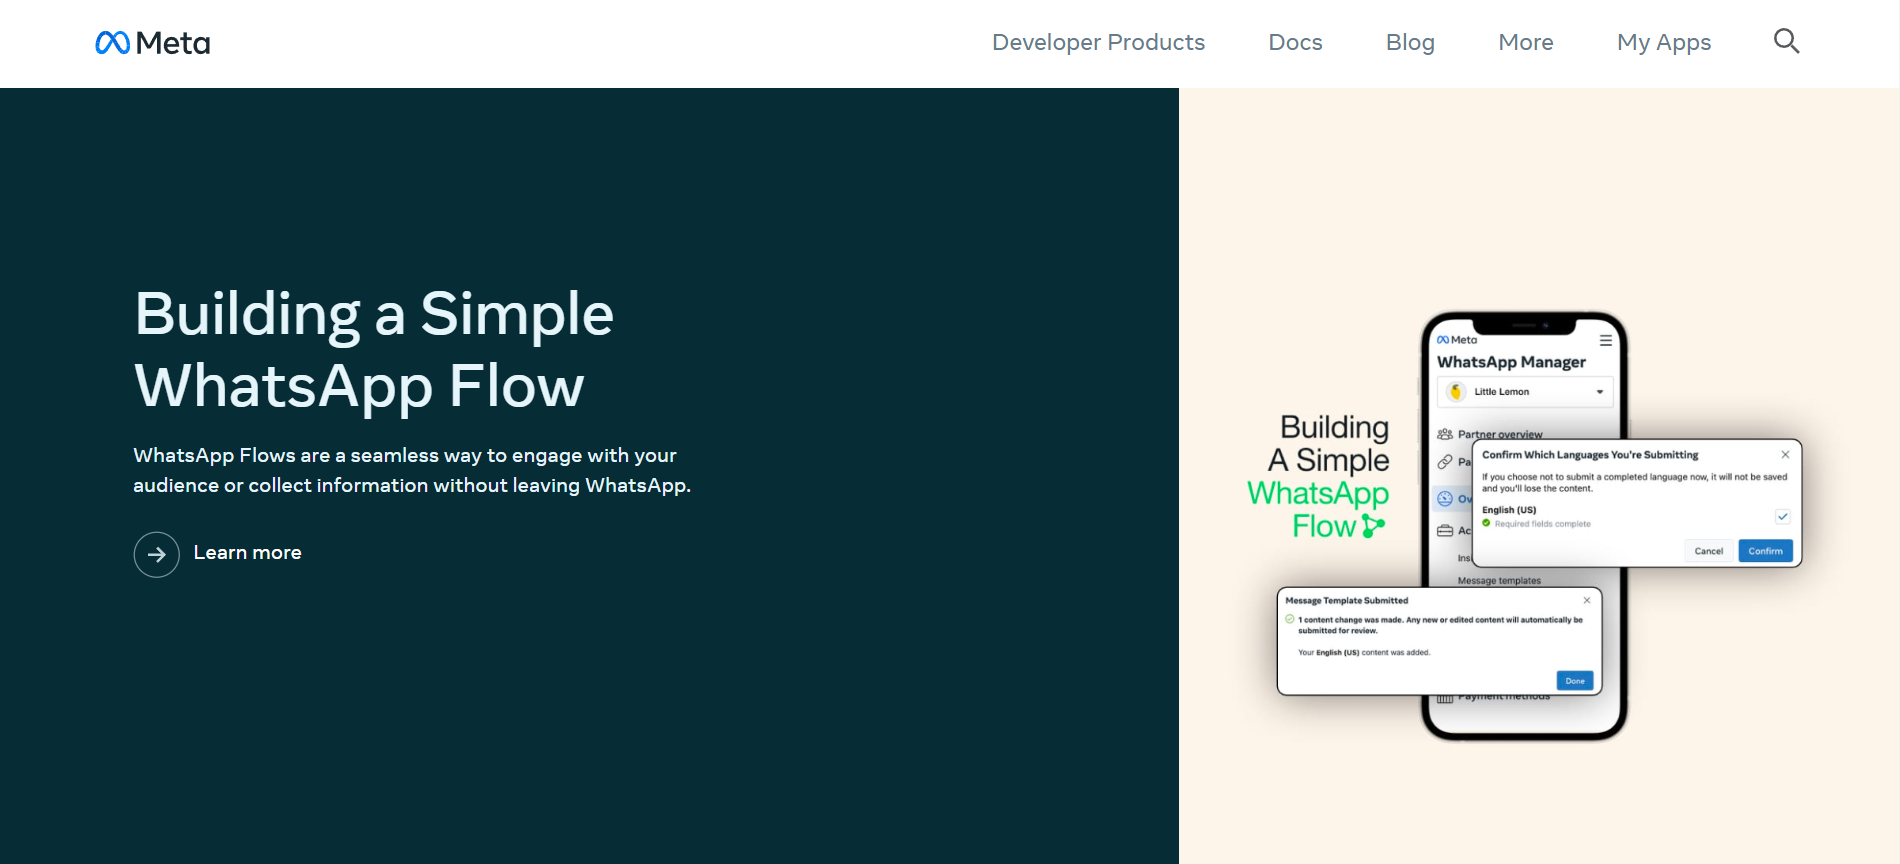 Meta
Developer Products
Docs
Blog
More
My Apps
Building a Simple
WhatsApp Flow
WhatsApp Flows are a seamless way to engage with your
audience or collect information without leaving WhatsApp.
Learn more
Building
A Simple
WhatsApp
Flow
Meta
WhatsApp Manager
Little Lemon
Partner overview
Pa
Ov
Ac
Ins
Message templates
Confirm Which Languages You're Submitting
If you choose not to submit a completed language now, it will not be saved
and you'll lose the content.
English (US)
Required fields complete
Cancel
Confirm
Message Template Submitted
1 content change was made. Any new or edited content will automatically be
submitted for review.
Your English (US) content was added.
Done
Payment methods